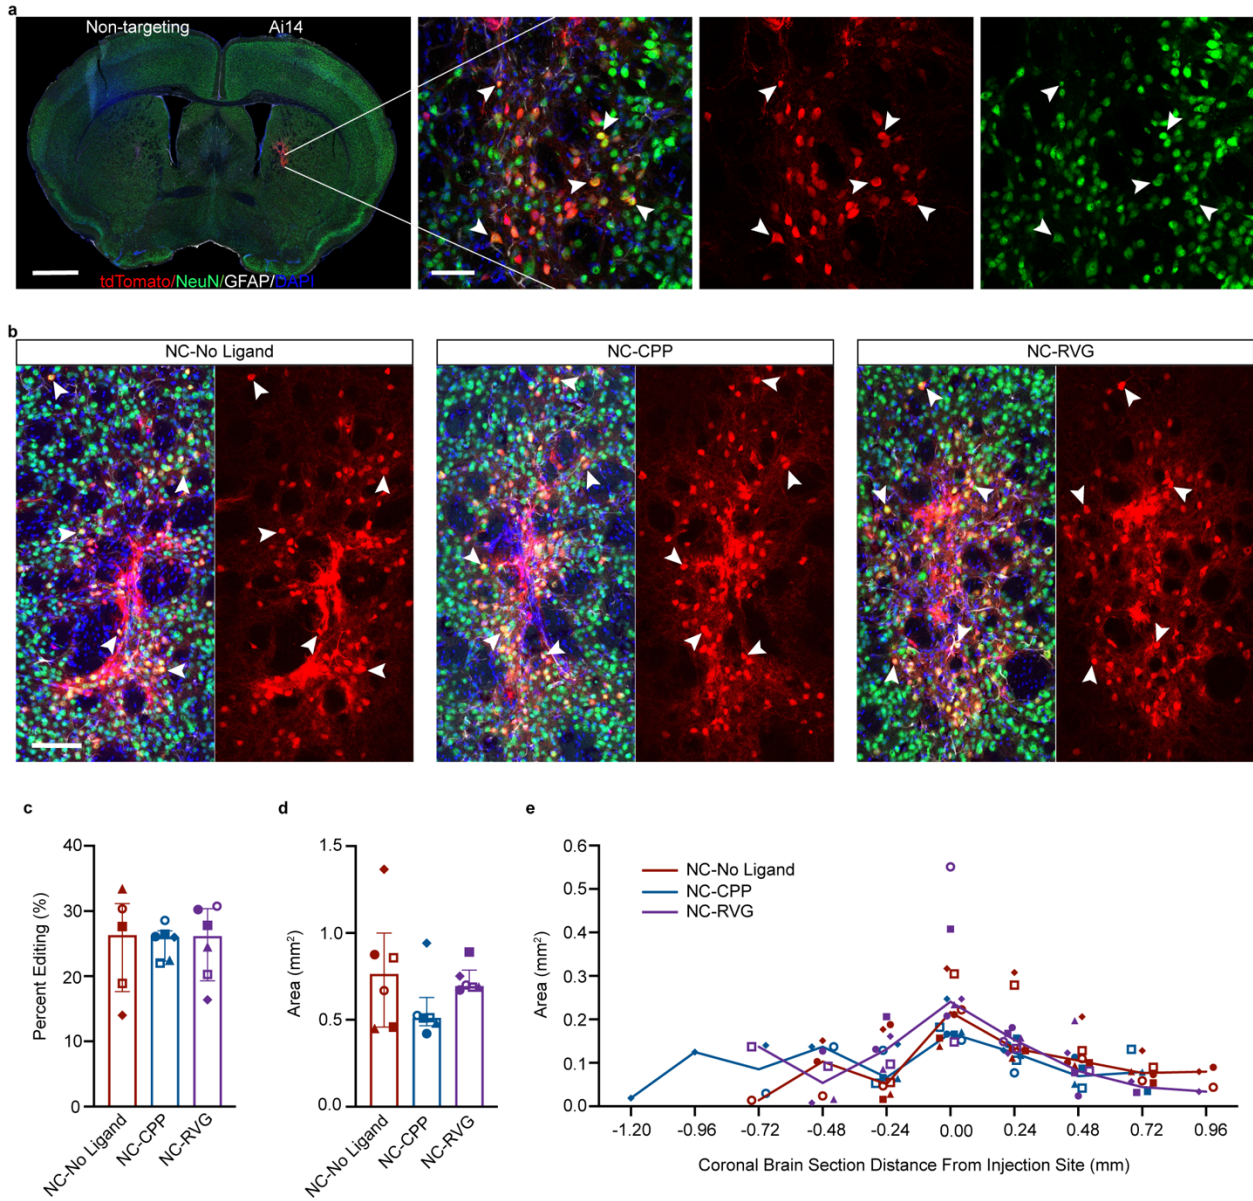 a
Non-targeting
Ai14
tdTomato/NeuN/GFAP/DAPI
b
NC-No Ligand
NC-CPP
NC-RVG
c
Percent Editing (%)
40
30
20
10
0
NC-No Ligand
NC-CPP
NC-RVG
d
Area (mm²)
1.5
1.0
0.5
0.0
NC-No Ligand
NC-CPP
NC-RVG
e
Area (mm²)
0.6
0.5
0.4
0.3
0.2
0.1
0.0
NC-No Ligand
NC-CPP
NC-RVG
-1.20 -0.96 -0.72 -0.48 -0.24 0.00 0.24 0.48 0.72 0.96
Coronal Brain Section Distance From Injection Site (mm)